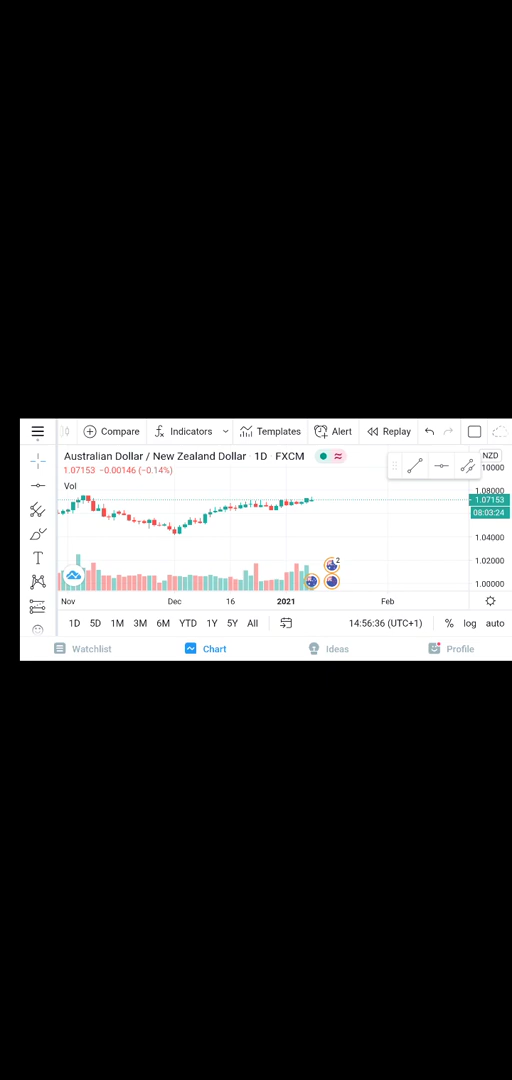 Compare Indicators Templates Alert Replay
Australian Dollar / New Zealand Dollar 1D · FXCM
NZD
1.07153 −0.00146 (−0.14%)
Vol
T
1.10000
1.08000
1.07153
08:03:24
1.04000
1.02000
1.00000
2
Nov Dec 16 2021 Feb
1D 5D 1M 3M 6M YTD 1Y 5Y All 14:56:36 (UTC+1) % log auto
Watchlist Chart Ideas Profile